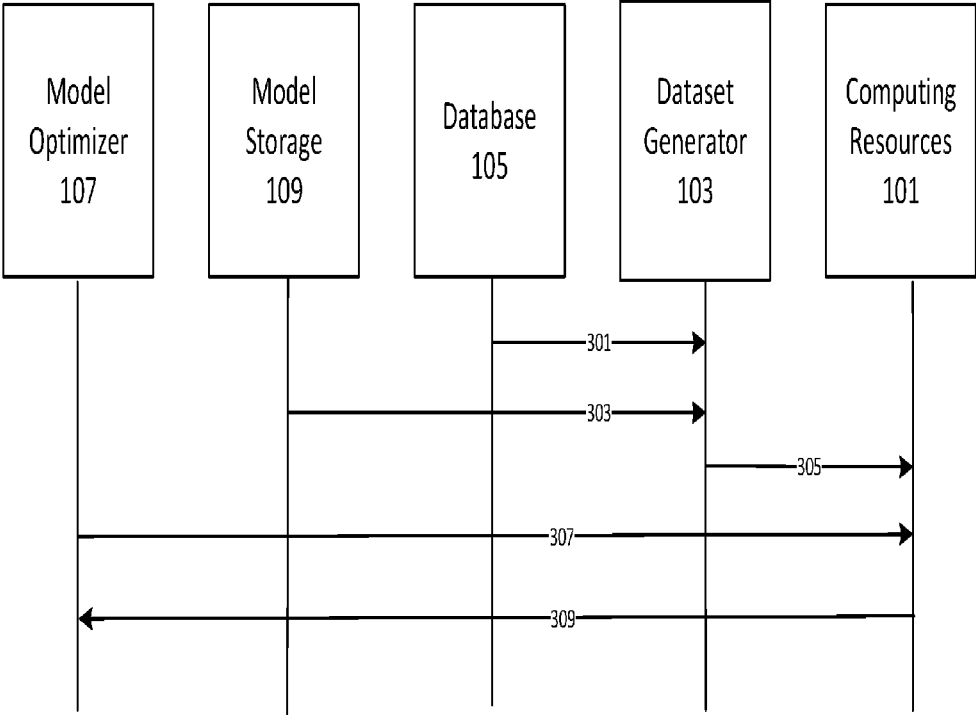 Model
Optimizer
107
Model
Storage
109
Database
105
Dataset
Generator
103
Computing
Resources
101
301
303
305
307
309